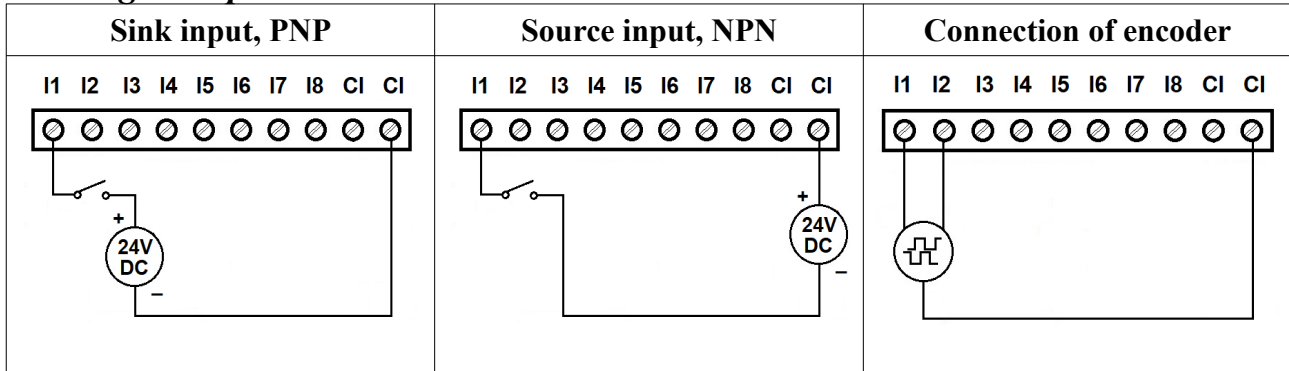 Sink input, PNP
Source input, NPN
Connection of encoder
I1 I2 I3 I4 I5 I6 I7 I8 CI CI
+
24V
DC
–
I1 I2 I3 I4 I5 I6 I7 I8 CI CI
+
24V
DC
–
I1 I2 I3 I4 I5 I6 I7 I8 CI CI